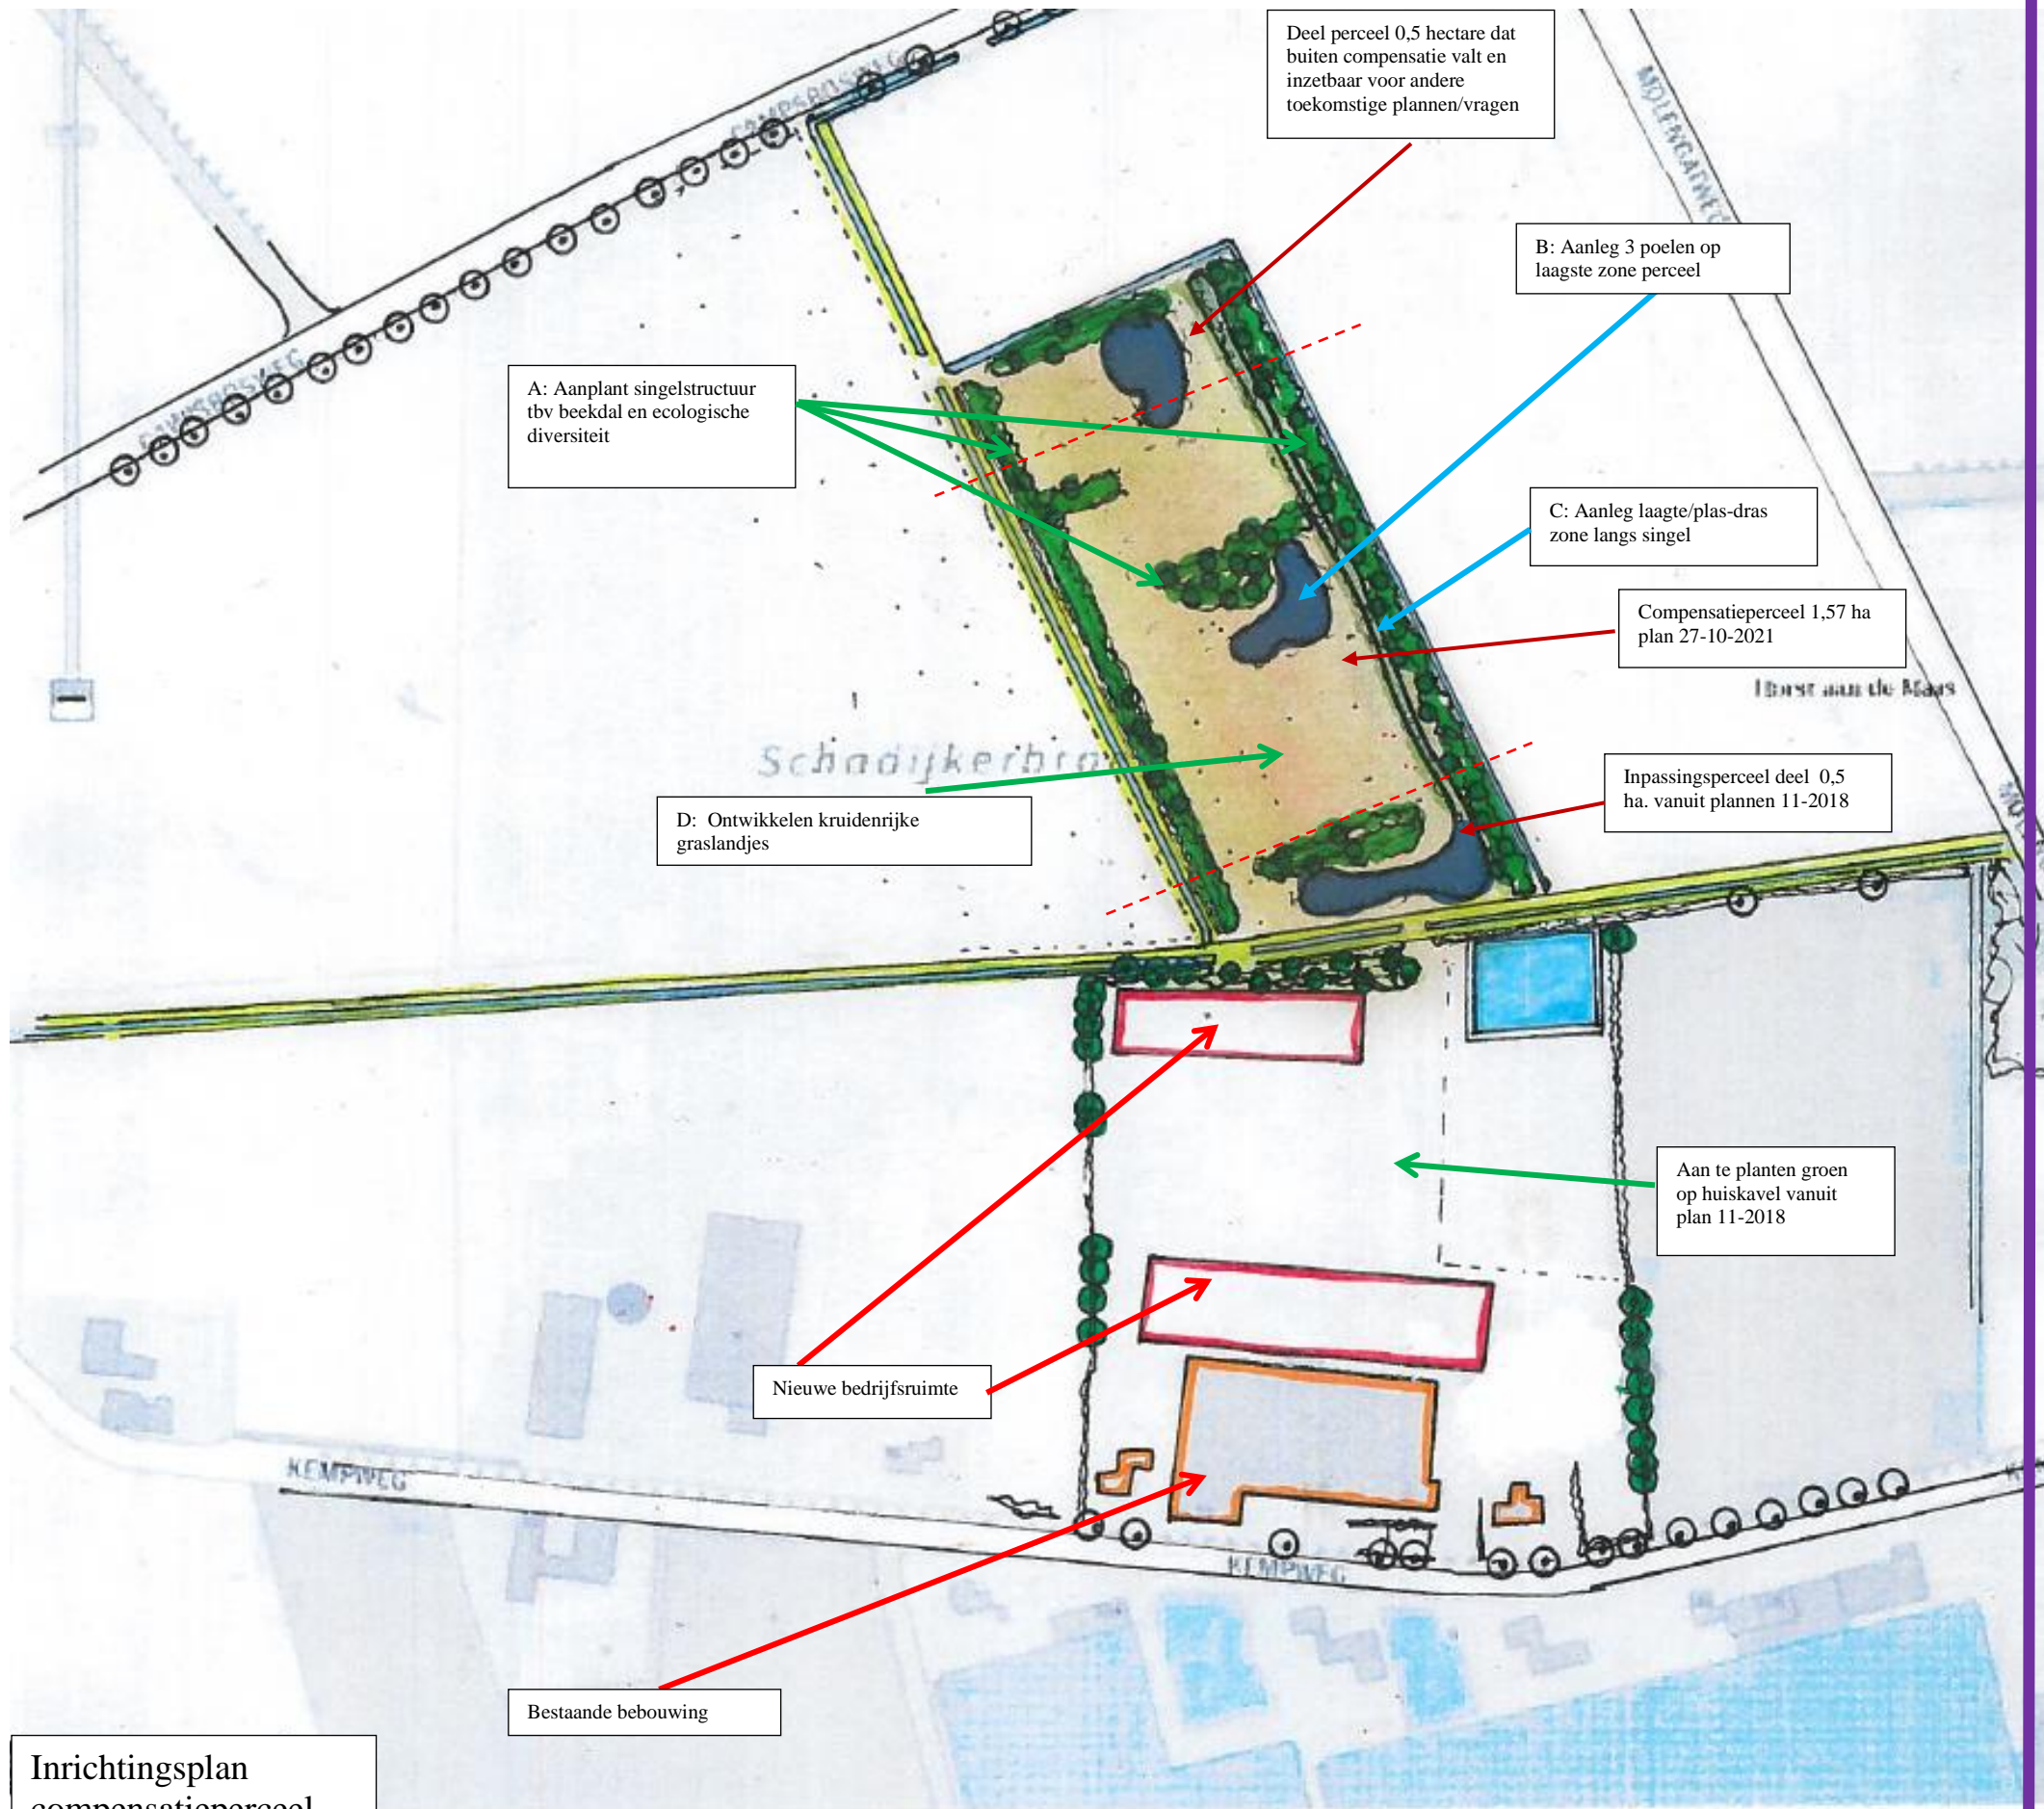 Deel perceel 0,5 hectare dat
buiten compensatie valt en
inzetbaar voor andere
toekomstige plannen/vragen
MOLENGATWEG
B: Aanleg 3 poelen op
laagste zone perceel
A: Aanplant singelstructuur
tbv beekdal en ecologische
diversiteit
C: Aanleg laagte/plas-dras
zone langs singel
Compensatieperceel 1,57 ha
plan 27-10-2021
Horst aan de Maas
Inpassingsperceel deel 0,5
ha. vanuit plannen 11-2018
D: Ontwikkelen kruidenrijke
graslandjes
Aan te planten groen
op huiskavel vanuit
plan 11-2018
Nieuwe bedrijfsruimte
KEMPWEG
KEMPWEG
Bestaande bebouwing
Inrichtingsplan
compensatieperceel